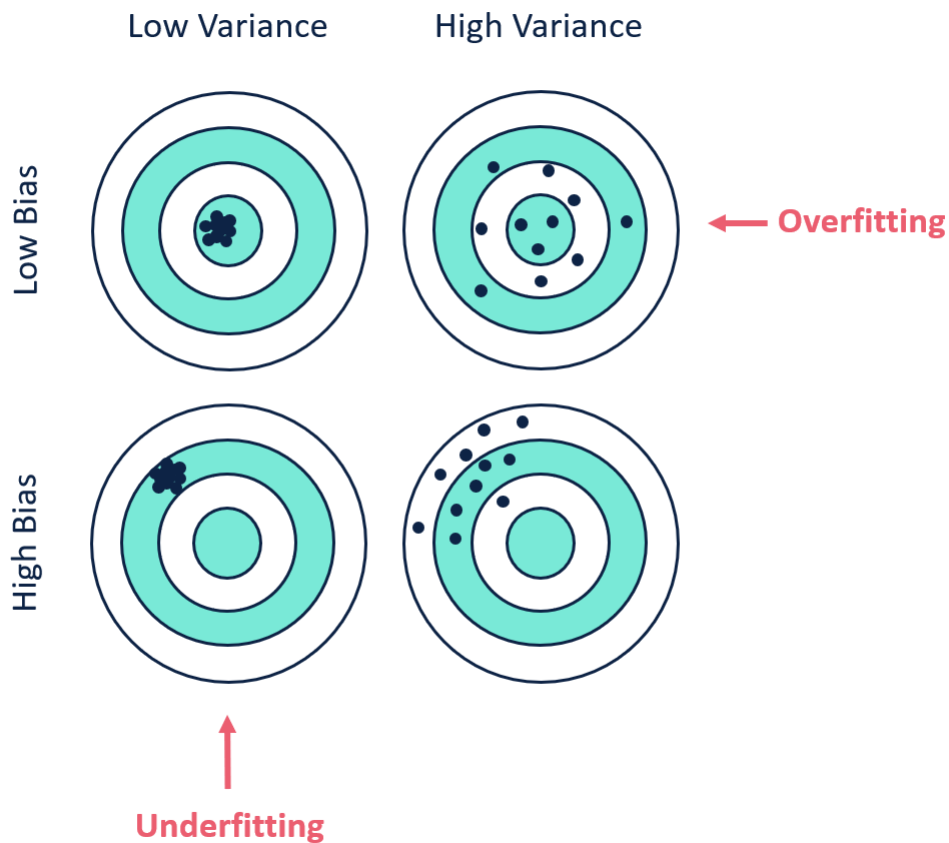 Low Variance
High Variance
Low Bias
Overfitting
High Bias
Underfitting